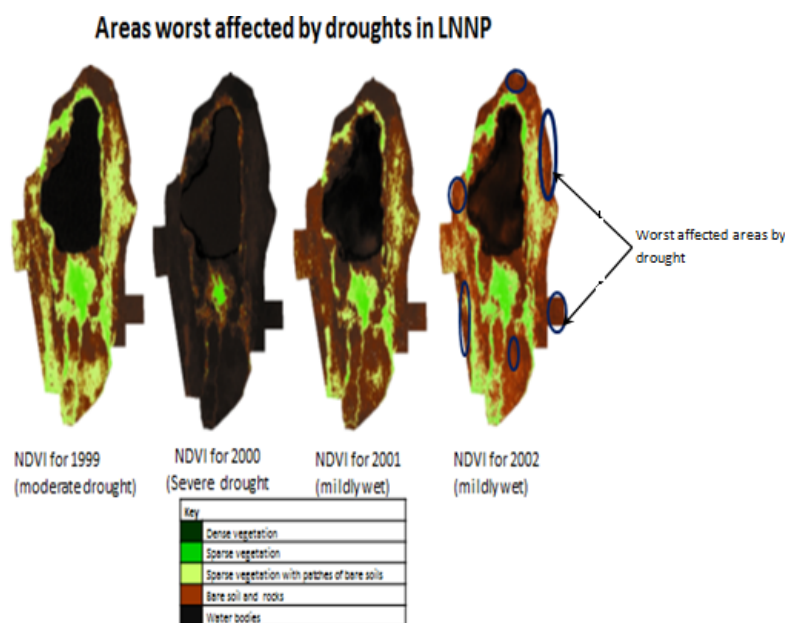 Areas worst affected by droughts in LNNP
Worst affected areas by
drought
NDVI for 1999
(moderate drought)
NDVI for 2000
(Severe drought
NDVI for 2001
(mildly wet)
NDVI for 2002
(mildly wet)
Key
Dense vegetation
Sparse vegetation
Sparse vegetation with patches of bare soils
Bare soil and rocks
Water bodies